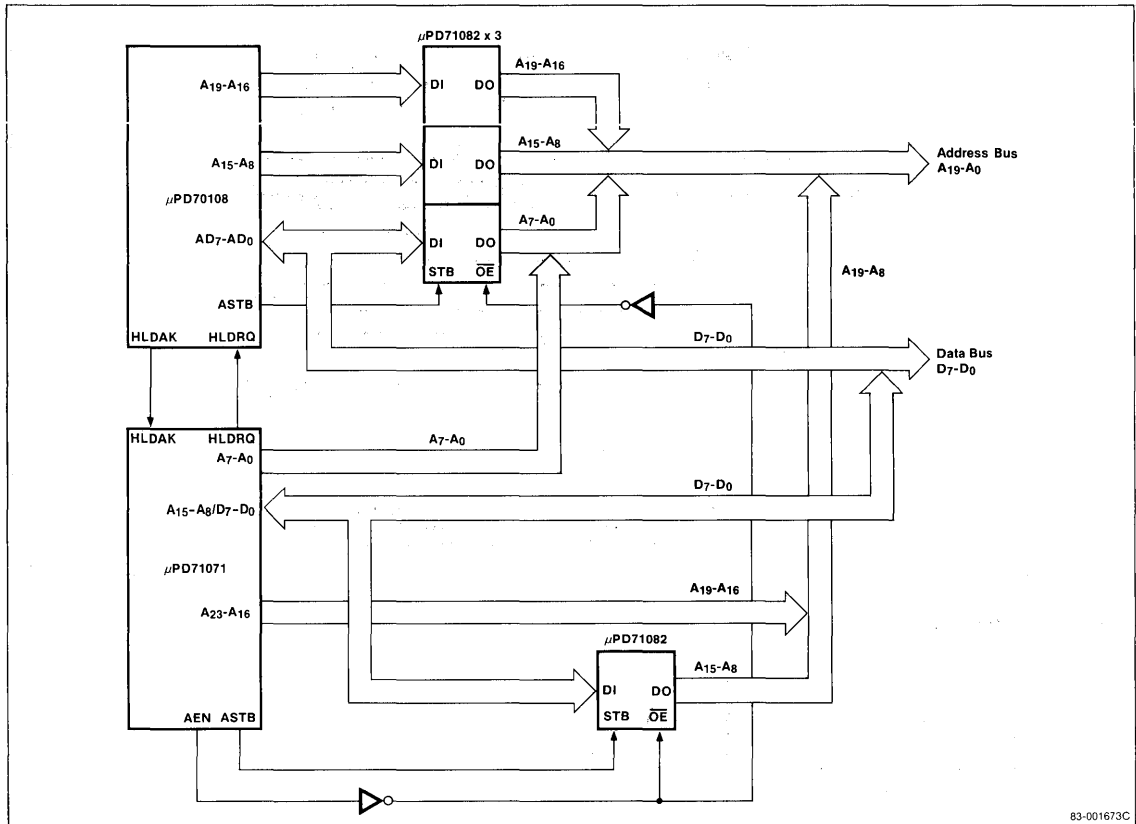 μPD71082 x 3
A19-A16
DI
DO
A19-A16
A15-A8
DI
DO
A15-A8
Address Bus
A19-A0
μPD70108
A7-A0
AD7-AD0
DI
DO
STB
OE
A19-A8
ASTB
HLDAK
HLDRQ
D7-D0
Data Bus
D7-D0
HLDAK
HLDRQ
A7-A0
A7-A0
D7-D0
A15-A8/D7-D0
μPD71071
A23-A16
A19-A16
μPD71082
A15-A8
DI
DO
STB
OE
AEN
ASTB
83-001673C